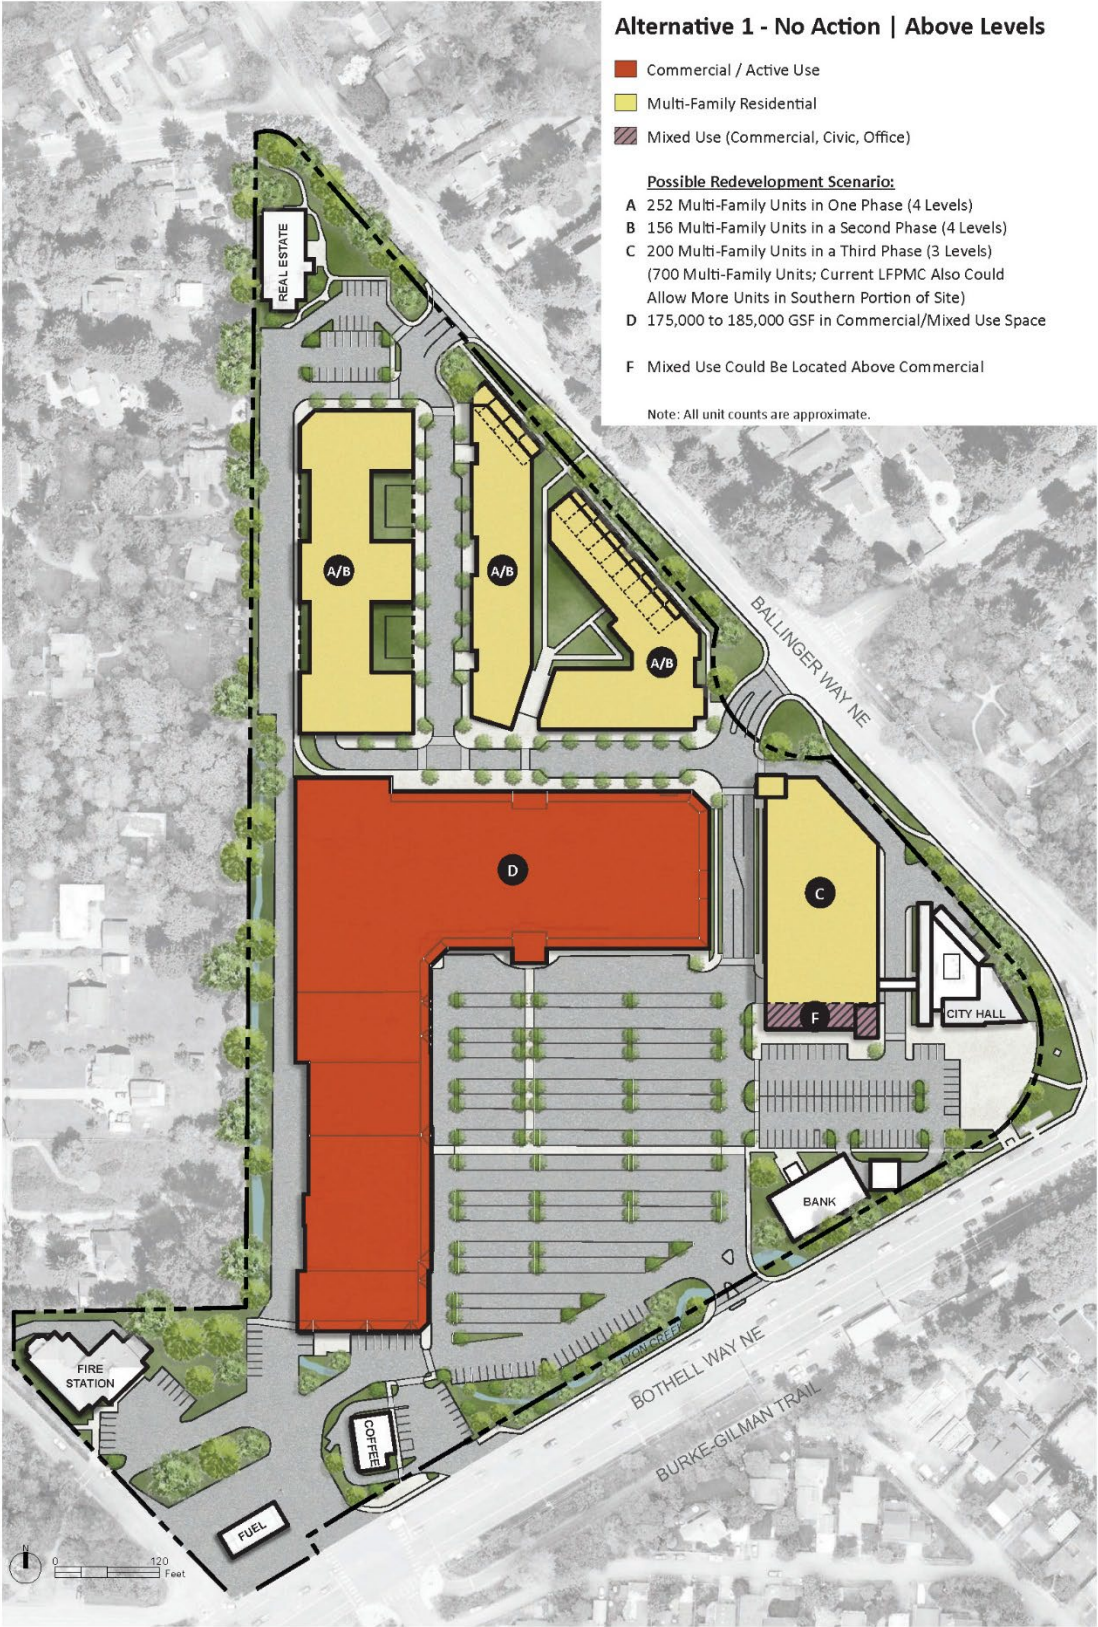 Alternative 1 - No Action | Above Levels
Commercial / Active Use
Multi-Family Residential
Mixed Use (Commercial, Civic, Office)
Possible Redevelopment Scenario:
A 252 Multi-Family Units in One Phase (4 Levels)
B 156 Multi-Family Units in a Second Phase (4 Levels)
C 200 Multi-Family Units in a Third Phase (3 Levels)
(700 Multi-Family Units; Current LFPMC Also Could
Allow More Units in Southern Portion of Site)
D 175,000 to 185,000 GSF in Commercial/Mixed Use Space
F Mixed Use Could Be Located Above Commercial
Note: All unit counts are approximate.
REAL ESTATE
A/B
A/B
A/B
BALLINGER WAY NE
D
C
F
CITY HALL
BANK
LYON CREEK
BOTHELL WAY NE
BURKE-GILMAN TRAIL
FIRE
STATION
COFFEE
FUEL
N
0 120
Feet